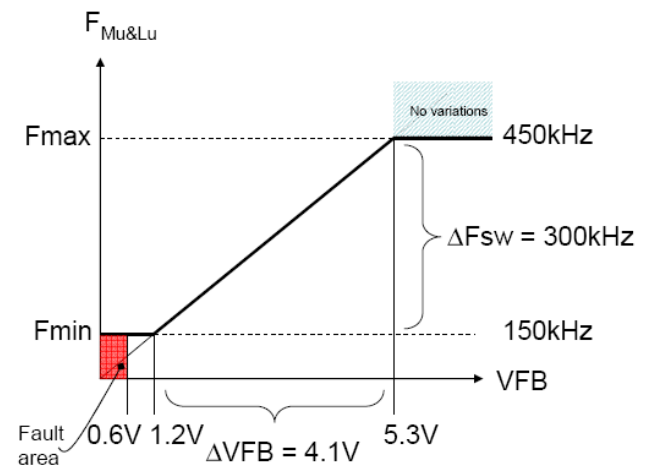 F Mu&Lu
No variations
Fmax
450kHz
ΔFsw = 300kHz
Fmin
150kHz
VFB
Fault area
0.6V
1.2V
5.3V
ΔVFB = 4.1V